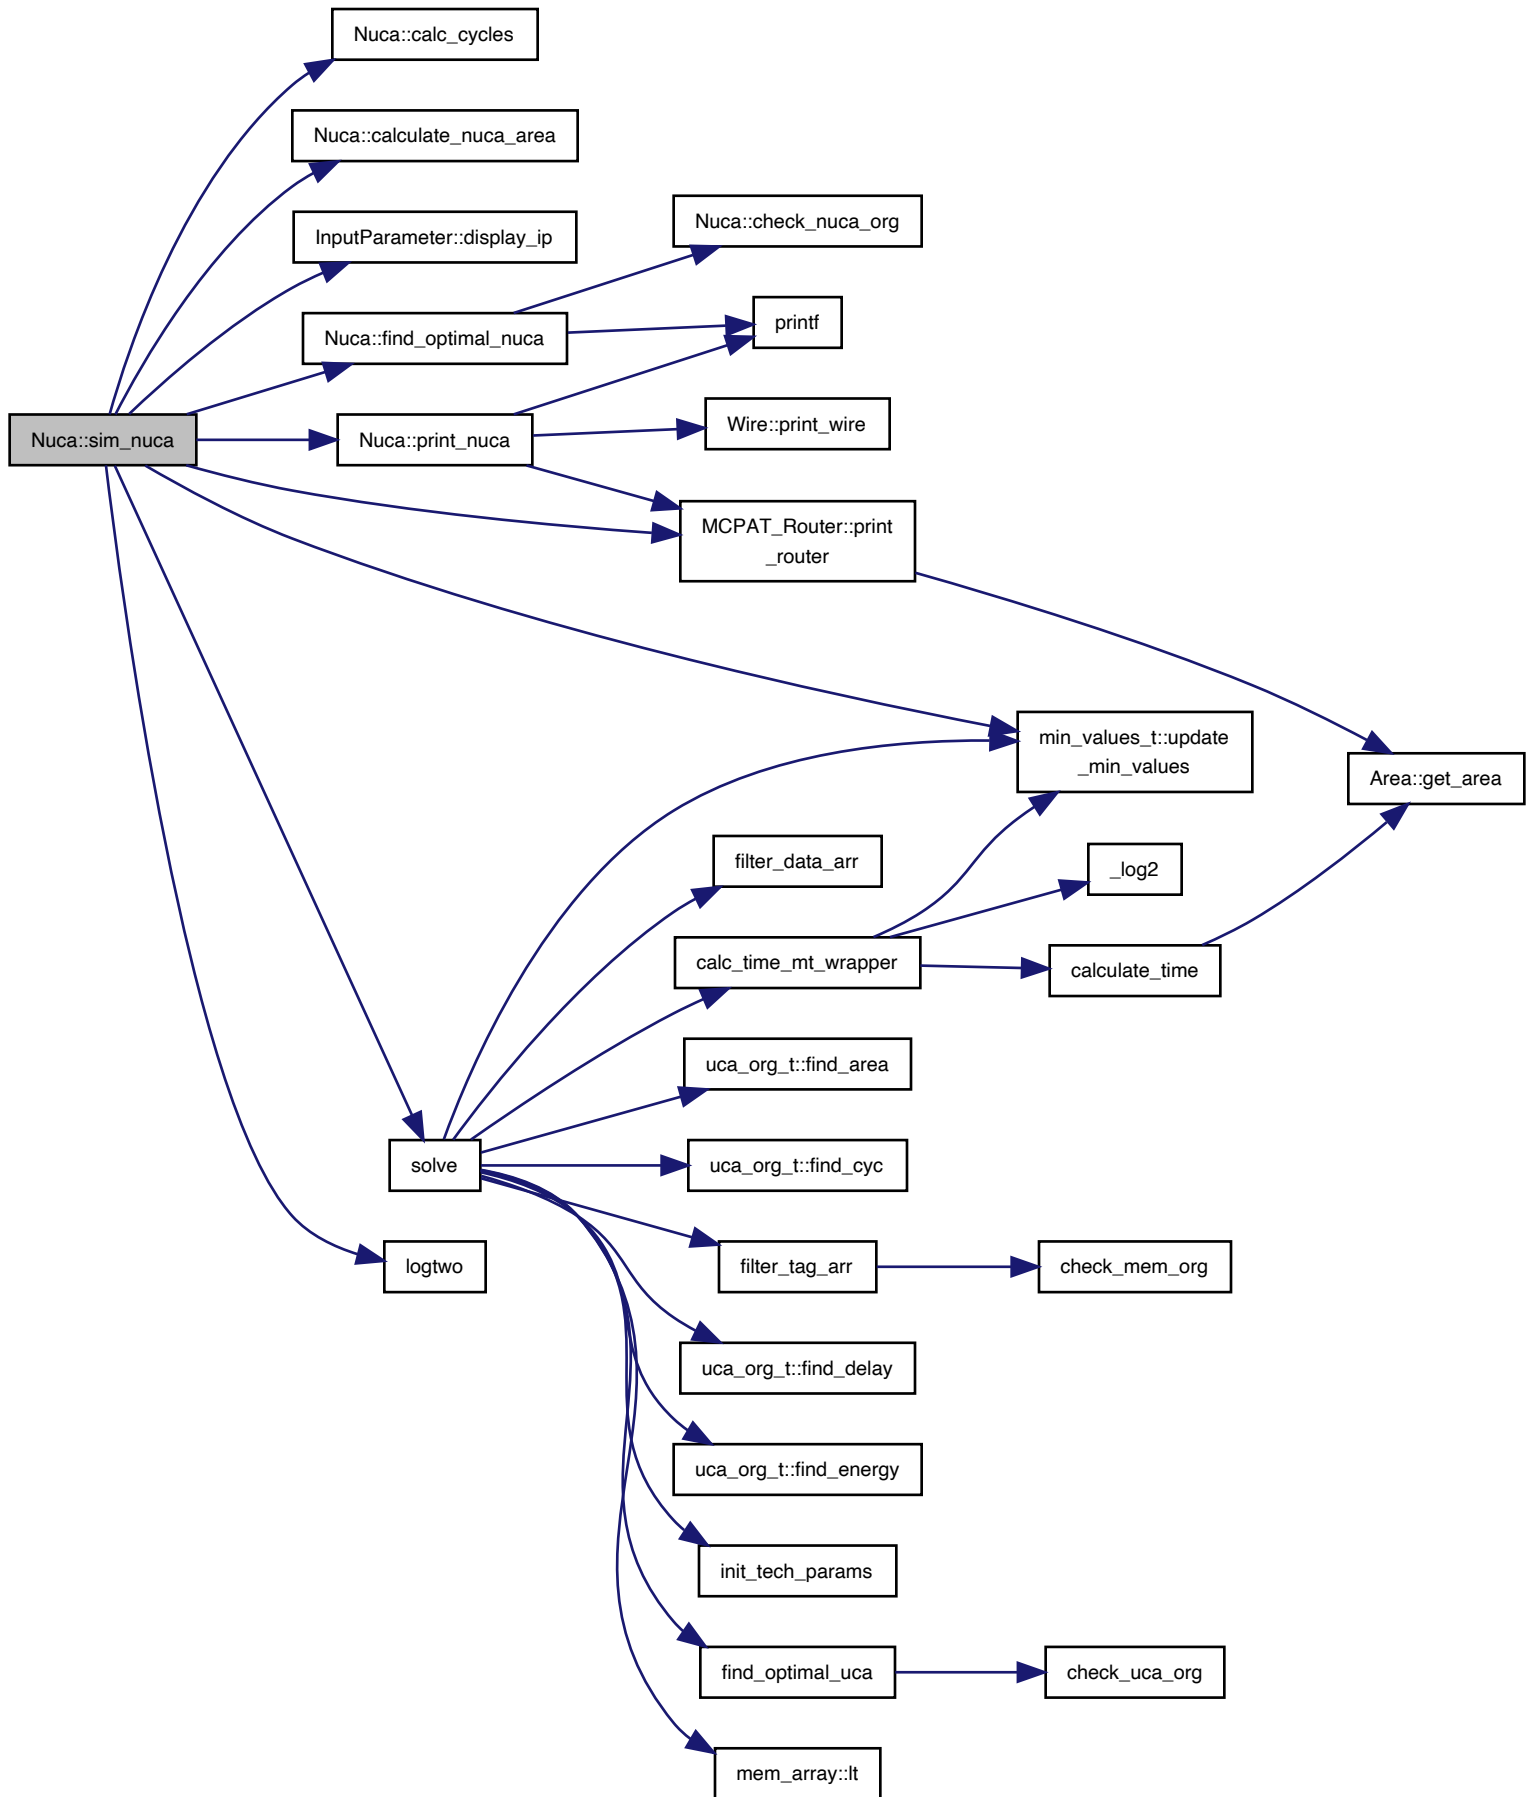 Nuca::calc_cycles
Nuca::calculate_nuca_area
InputParameter::display_ip
Nuca::check_nuca_org
Nuca::find_optimal_nuca
printf
Nuca::sim_nuca
Nuca::print_nuca
Wire::print_wire
MCPAT_Router::print
_router
min_values_t::update
_min_values
Area::get_area
filter_data_arr
_log2
calc_time_mt_wrapper
calculate_time
uca_org_t::find_area
solve
uca_org_t::find_cyc
logtwo
filter_tag_arr
check_mem_org
uca_org_t::find_delay
uca_org_t::find_energy
init_tech_params
find_optimal_uca
check_uca_org
mem_array::lt